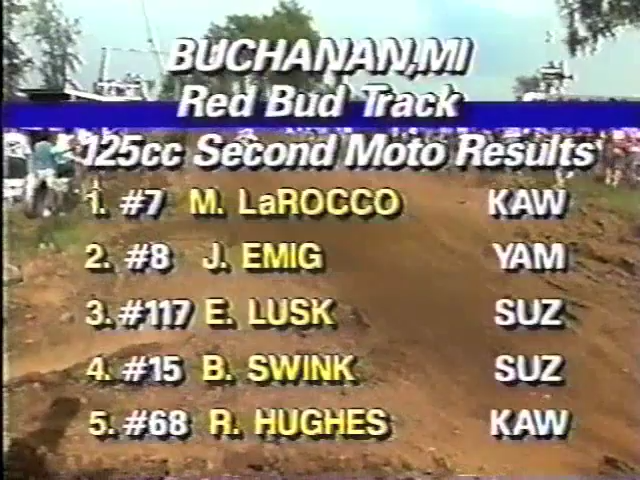 BUCHANAN,MI
Red Bud Track
125cc Second Moto Results
1. #7 M. LaROCCO KAW
2. #8 J. EMIG YAM
3. #117 E. LUSK SUZ
4. #15 B. SWINK SUZ
5. #68 R. HUGHES KAW